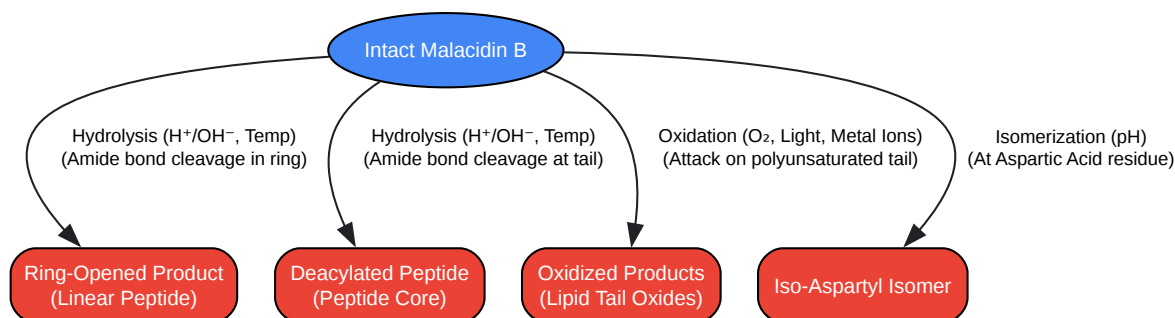 Intact Malacidin B
Hydrolysis (H⁺/OH⁻, Temp)
(Amide bond cleavage in ring)
Hydrolysis (H⁺/OH⁻, Temp)
(Amide bond cleavage at tail)
Oxidation (O₂, Light, Metal Ions)
(Attack on polyunsaturated tail)
Isomerization (pH)
(At Aspartic Acid residue)
Ring-Opened Product
(Linear Peptide)
Deacylated Peptide
(Peptide Core)
Oxidized Products
(Lipid Tail Oxides)
Iso-Aspartyl Isomer